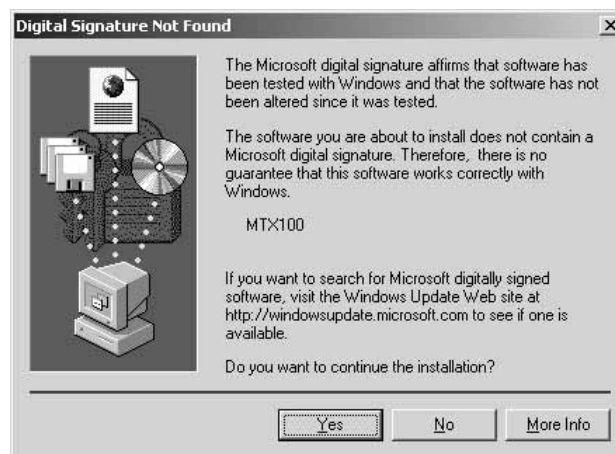 Digital Signature Not Found
The Microsoft digital signature affirms that software has
been tested with Windows and that the software has not
been altered since it was tested.
The software you are about to install does not contain a
Microsoft digital signature. Therefore, there is no
guarantee that this software works correctly with
Windows.
MTX100
If you want to search for Microsoft digitally signed
software, visit the Windows Update Web site at
http://windowsupdate.microsoft.com to see if one is
available.
Do you want to continue the installation?
Yes No More Info